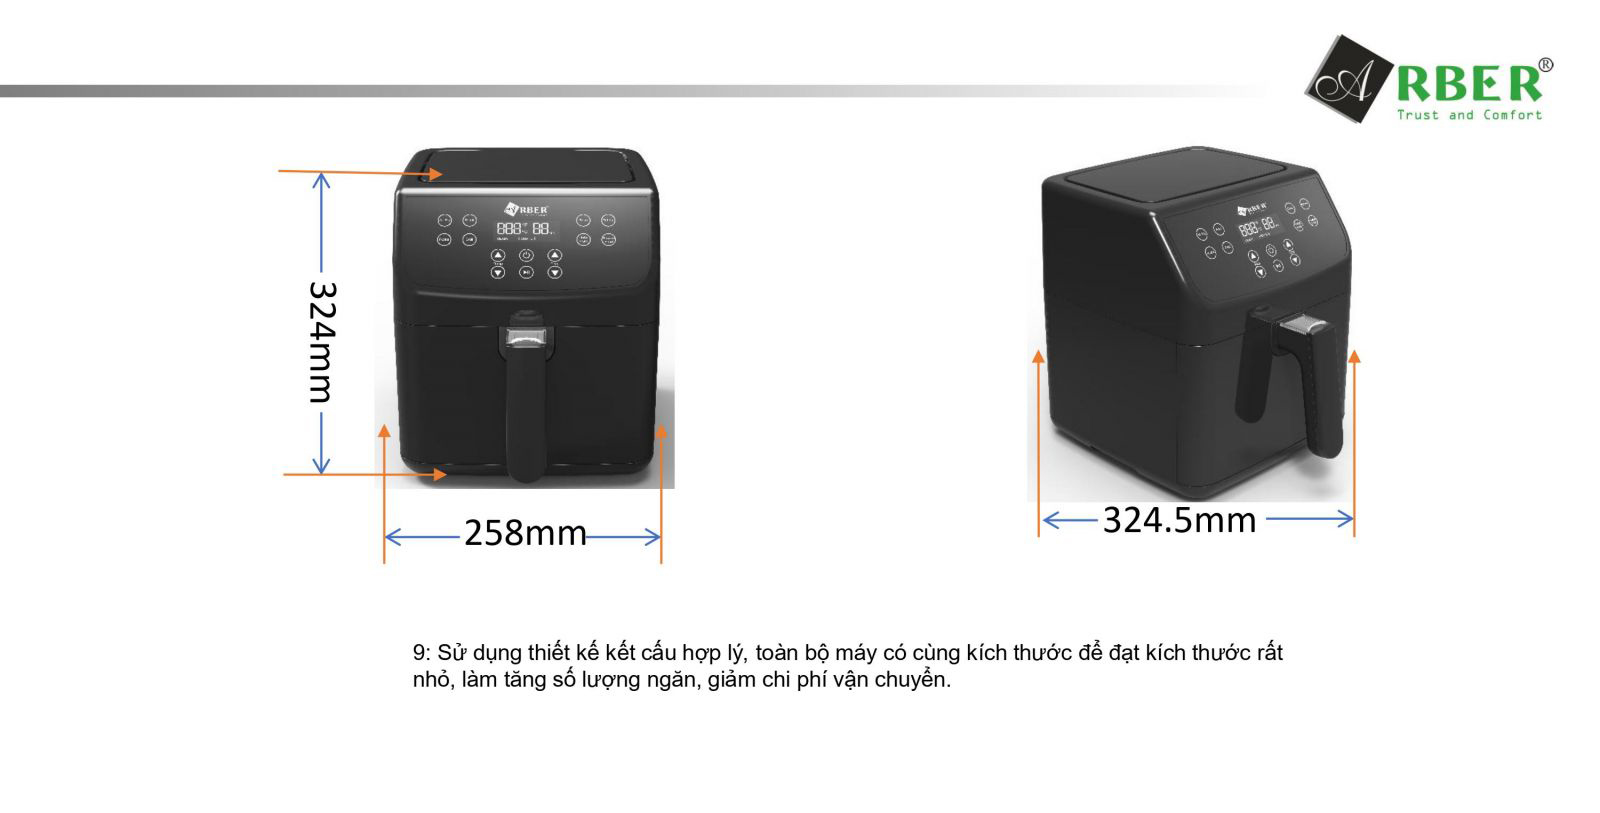 ARBER®
Trust and Comfort
ARBER
ARBER
324mm
258mm
324.5mm
9: Sử dụng thiết kế kết cấu hợp lý, toàn bộ máy có cùng kích thước để đạt kích thước rất
nhỏ, làm tăng số lượng ngăn, giảm chi phí vận chuyển.